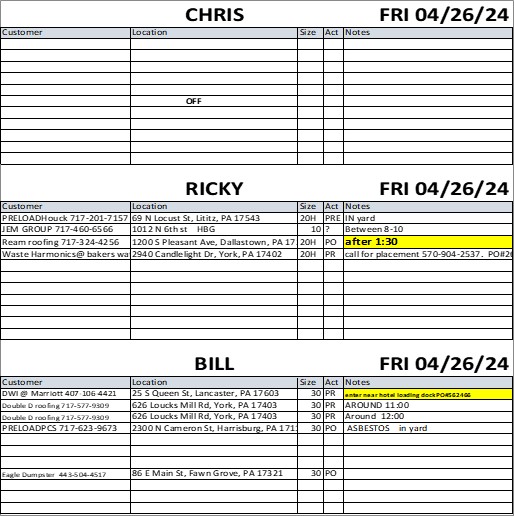 CHRIS FRI 04/26/24
Customer Location Size Act Notes
OFF
RICKY FRI 04/26/24
Customer Location Size Act Notes
PRELOADHouck 717-201-7157 69 N Locust St, Lititz, PA 17543 20H PRE IN yard
JEM GROUP 717-460-6566 1012 N 6th st HBG 10 ? Between 8-10
Ream roofing 717-324-4256 1200 S Pleasant Ave, Dallastown, PA 17 20H PO after 1:30
Waste Harmonics@ bakers wa 2940 Candlelight Dr, York, PA 17402 20H PR call for placement 570-904-2537. PO#20
BILL FRI 04/26/24
Customer Location Size Act Notes
DWI @ Marriott 407-106-4421 25 S Queen St, Lancaster, PA 17603 30 PR enter near hotel loading dock PO#562466
Double D roofing 717-577-9309 626 Loucks Mill Rd, York, PA 17403 30 PR AROUND 11:00
Double D roofing 717-577-9309 626 Loucks Mill Rd, York, PA 17403 30 PR Around 12:00
PRELOADPCS 717-623-9673 2300 N Cameron St, Harrisburg, PA 171 30 PO ASBESTOS in yard
Eagle Dumpster 443-504-4517 86 E Main St, Fawn Grove, PA 17321 30 PO